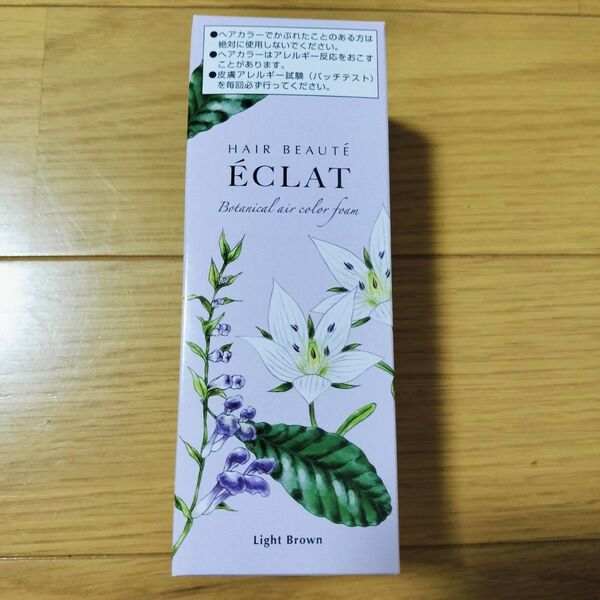 ●ヘアカラーでかぶれたことのある方は
絶対に使用しないでください。
●ヘアカラーはアレルギー反応をおこす
ことがあります。
●皮膚アレルギー試験（パッチテスト）
を毎回必ず行ってください。
HAIR BEAUTÉ
ÉCLAT
Botanical air color foam
Light Brown